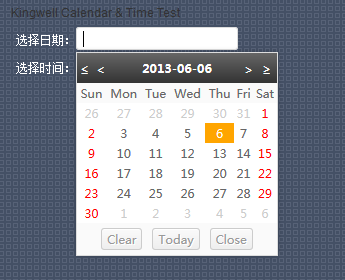 Kingwell Calendar & Time Test
选择日期:
选择时间: ≤ < 2013-06-06 > ≥
Sun Mon Tue Wed Thu Fri Sat
26 27 28 29 30 31 1
2 3 4 5 6 7 8
9 10 11 12 13 14 15
16 17 18 19 20 21 22
23 24 25 26 27 28 29
30 1 2 3 4 5 6
Clear Today Close